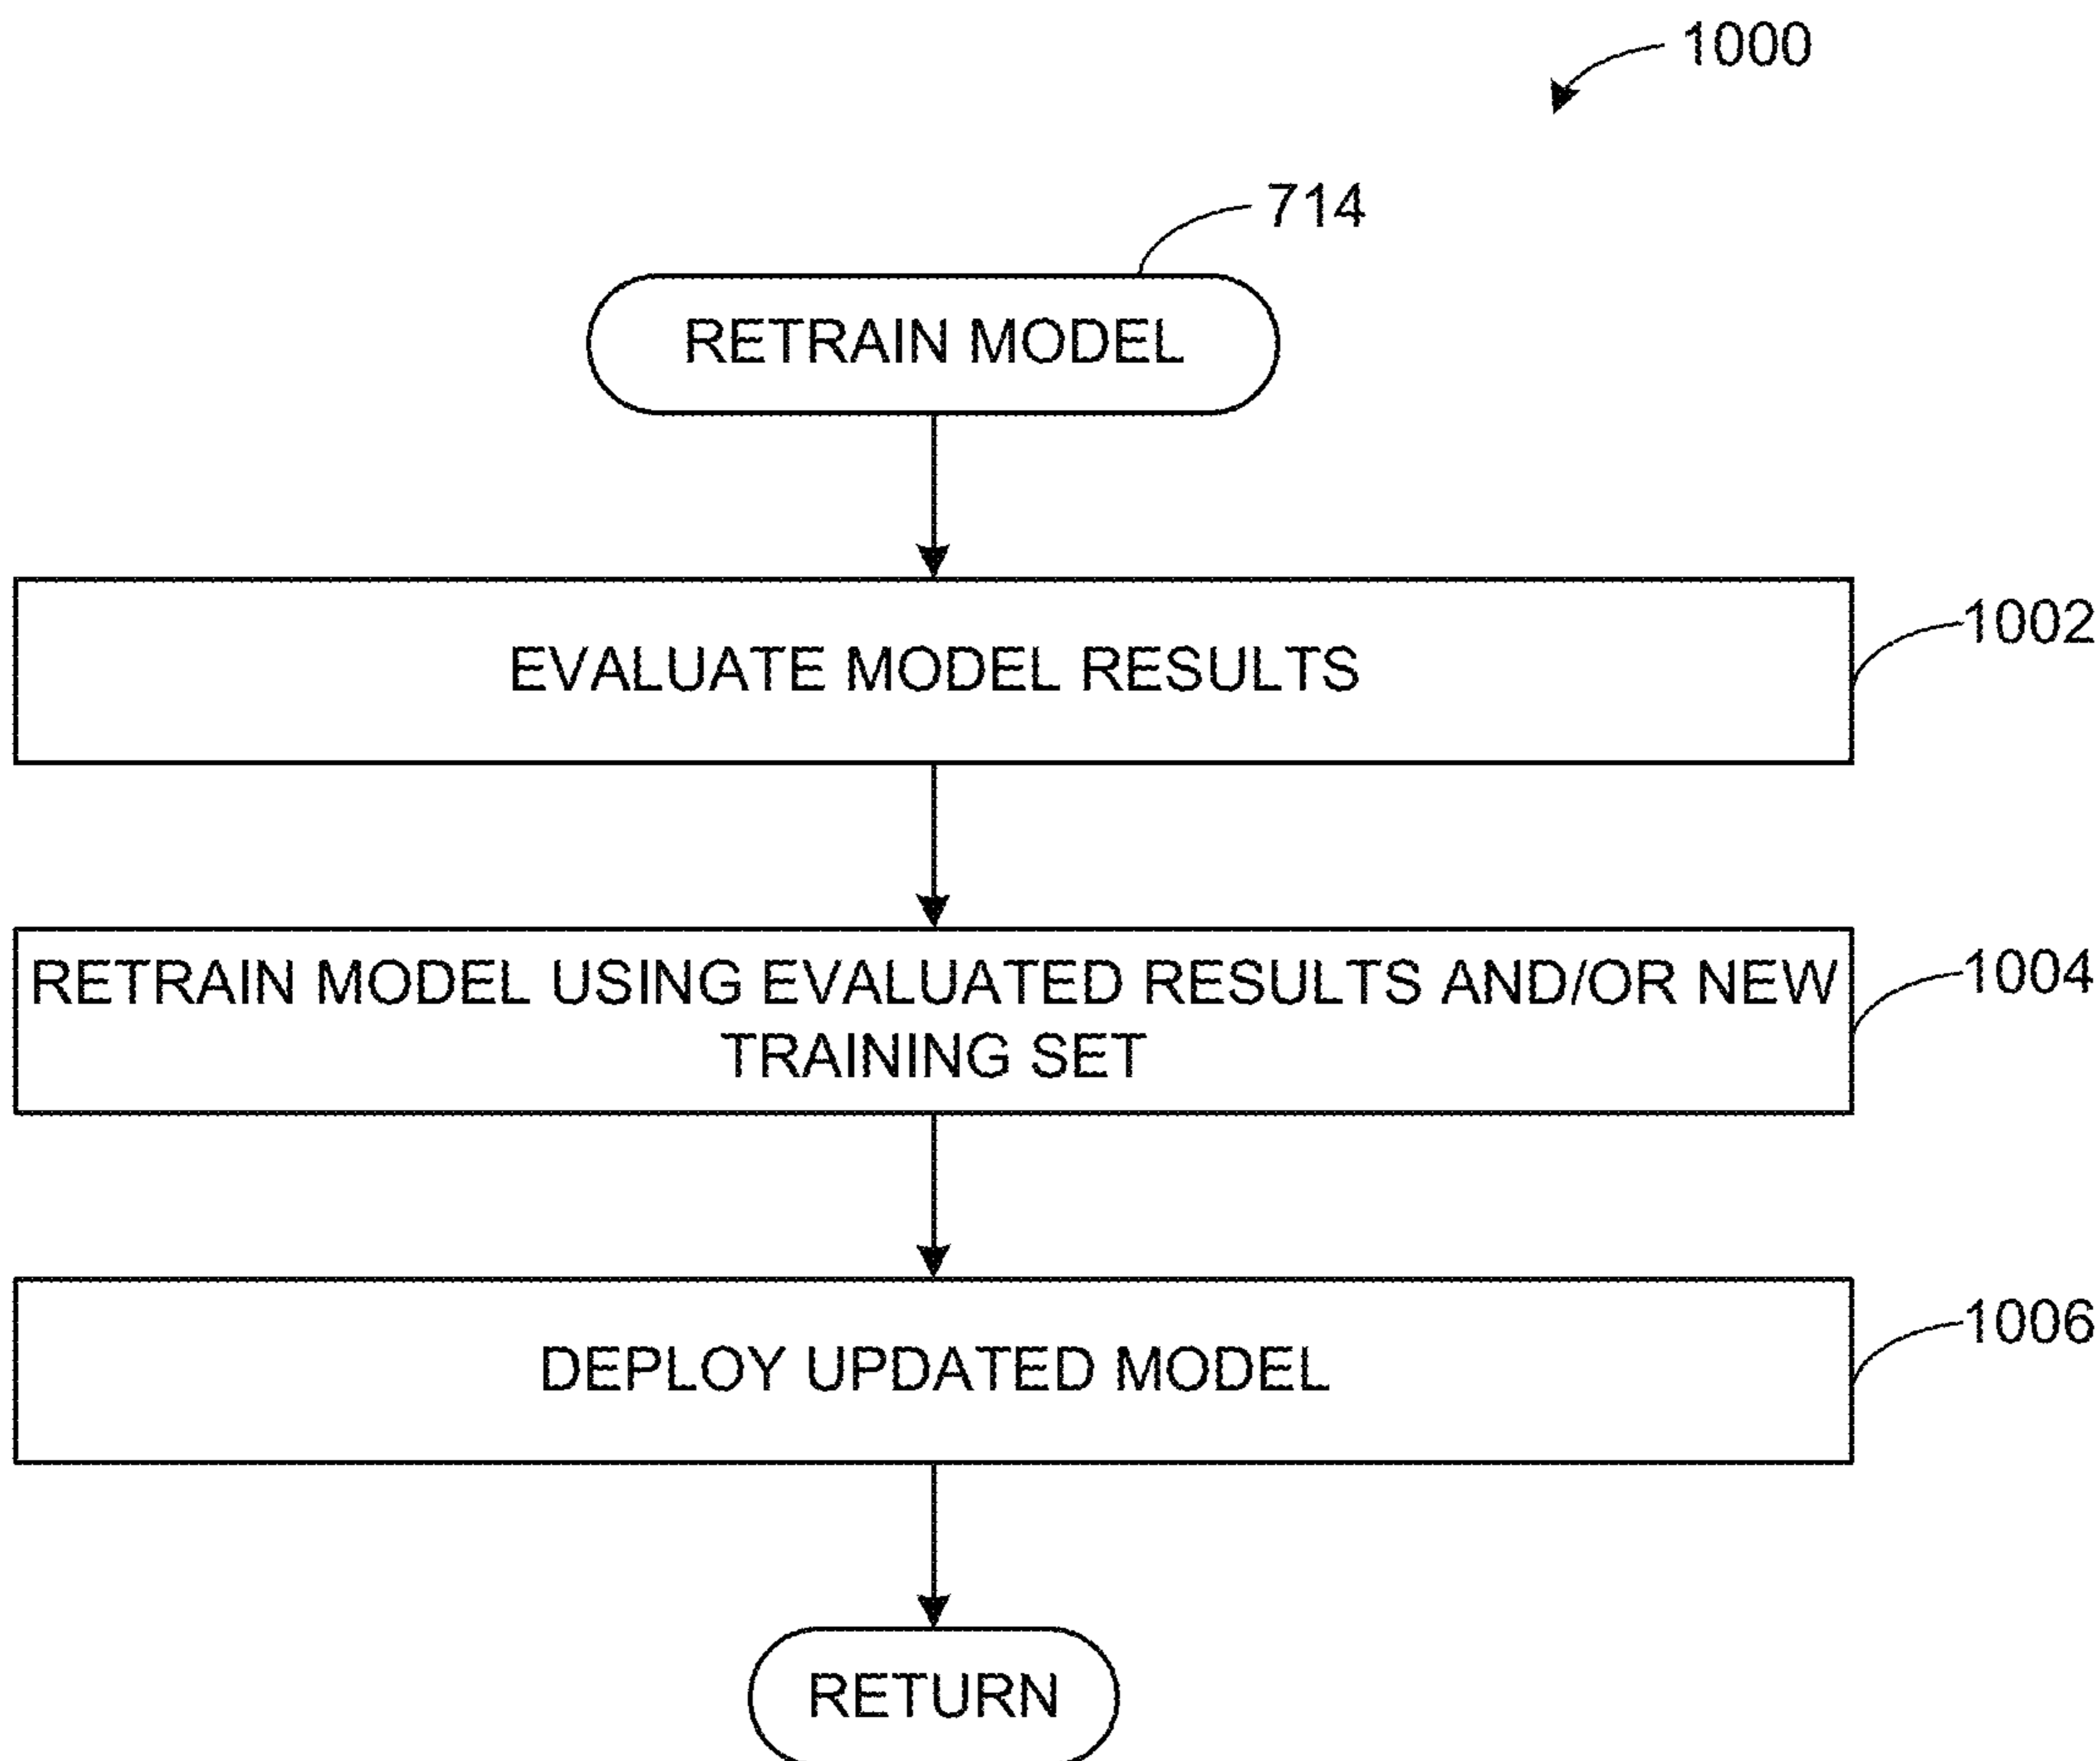 1000
714
RETRAIN MODEL
EVALUATE MODEL RESULTS
1002
RETRAIN MODEL USING EVALUATED RESULTS AND/OR NEW
TRAINING SET
1004
DEPLOY UPDATED MODEL
1006
RETURN